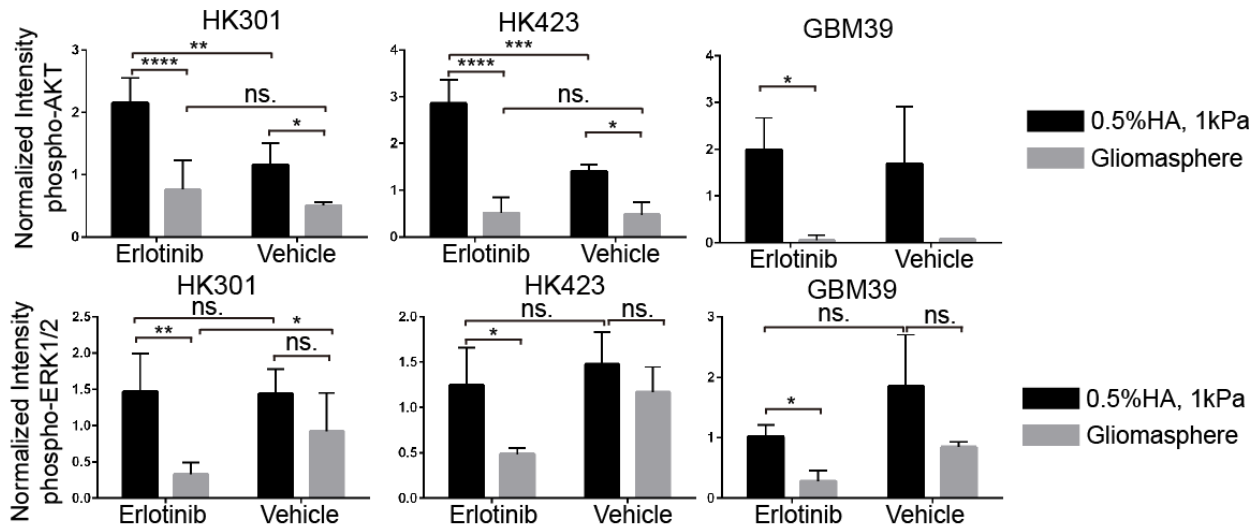 HK301
HK423
GBM39
Normalized Intensity
phospho-AKT
3
2
1
0
**
****
ns.
*
Erlotinib
Vehicle
4
3
2
1
0
***
****
ns.
*
Erlotinib
Vehicle
4
3
2
1
0
*
Erlotinib
Vehicle
0.5%HA, 1kPa
Gliomasphere
HK301
HK423
GBM39
Normalized Intensity
phospho-ERK1/2
2.5
2.0
1.5
1.0
0.5
0.0
ns.
**
*
ns.
Erlotinib
Vehicle
2.0
1.5
1.0
0.5
0.0
ns.
ns.
*
Erlotinib
Vehicle
3
2
1
0
ns.
ns.
*
Erlotinib
Vehicle
0.5%HA, 1kPa
Gliomasphere